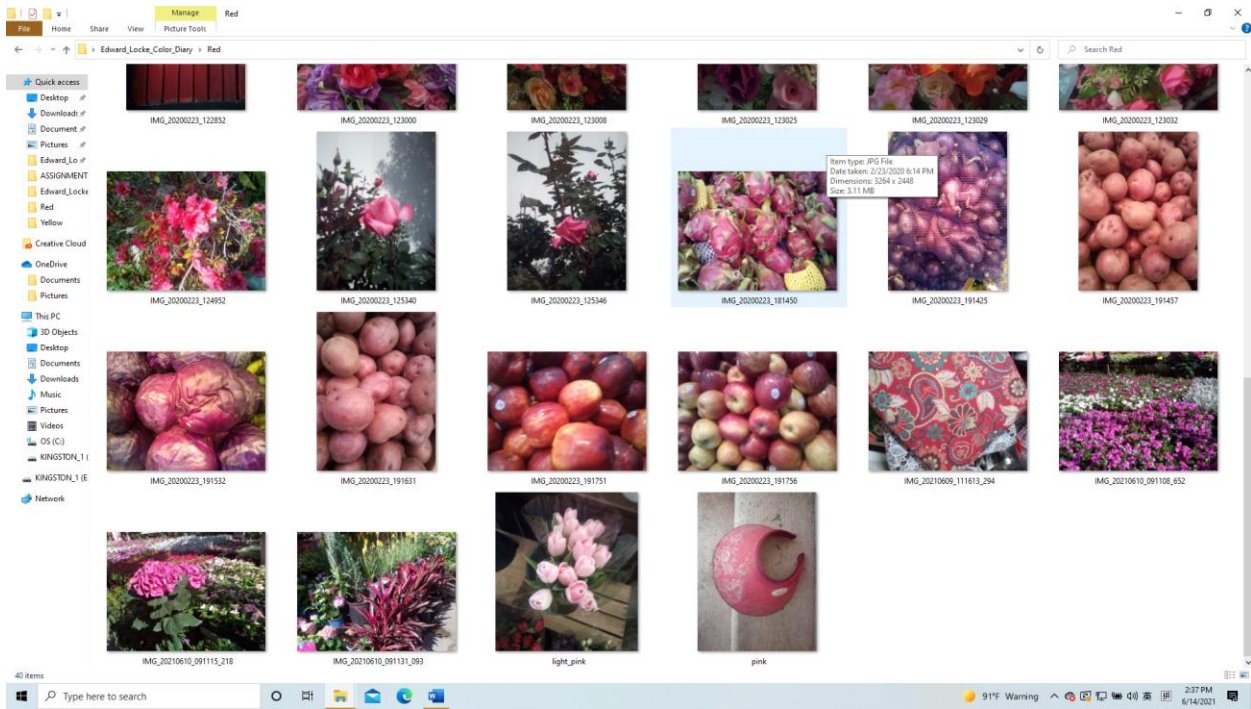 Manage Red
File Home Share View Picture Tools
Edward_Locke_Color_Diary > Red
Search Red
Quick access
Desktop
Downloads
Document
Pictures
Edward_Lo
ASSIGNMENT
Edward_Locke
Red
Yellow
Creative Cloud
OneDrive
Documents
Pictures
This PC
3D Objects
Desktop
Documents
Downloads
Music
Pictures
Videos
OS (C:)
KINGSTON_1 (
KINGSTON_1 (E
Network
IMG_20200223_122852 IMG_20200223_123000 IMG_20200223_123008 IMG_20200223_123025 IMG_20200223_123029 IMG_20200223_123032
Item type: JPG File
Date taken: 2/23/2020 6:14 PM
Dimensions: 3264 x 2448
Size: 3.11 MB
IMG_20200223_124952 IMG_20200223_125340 IMG_20200223_125346 IMG_20200223_181450 IMG_20200223_191425 IMG_20200223_191457
IMG_20200223_191532 IMG_20200223_191631 IMG_20200223_191751 IMG_20200223_191756 IMG_20210609_111613_294 IMG_20210610_091108_652
IMG_20210610_091115_218 IMG_20210610_091131_093 light_pink pink
40 items
Type here to search
91°F Warning 英 拼 2:37 PM
6/14/2021